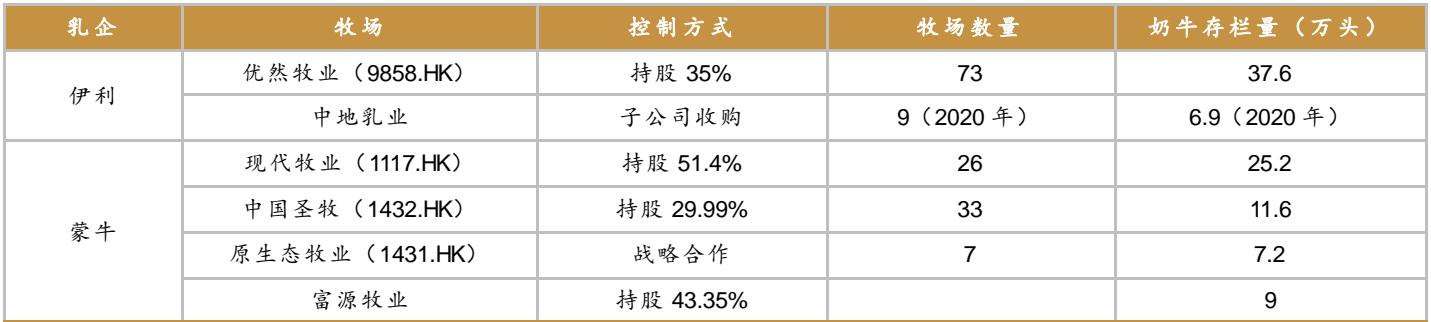 乳企 牧场 控制方式 牧场数量 奶牛存栏量（万头）
伊利 优然牧业（9858.HK） 持股 35% 73 37.6
中地乳业 子公司收购 9（2020 年） 6.9（2020 年）
蒙牛 现代牧业（1117.HK） 持股 51.4% 26 25.2
中国圣牧（1432.HK） 持股 29.99% 33 11.6
原生态牧业（1431.HK） 战略合作 7 7.2
富源牧业 持股 43.35% 9